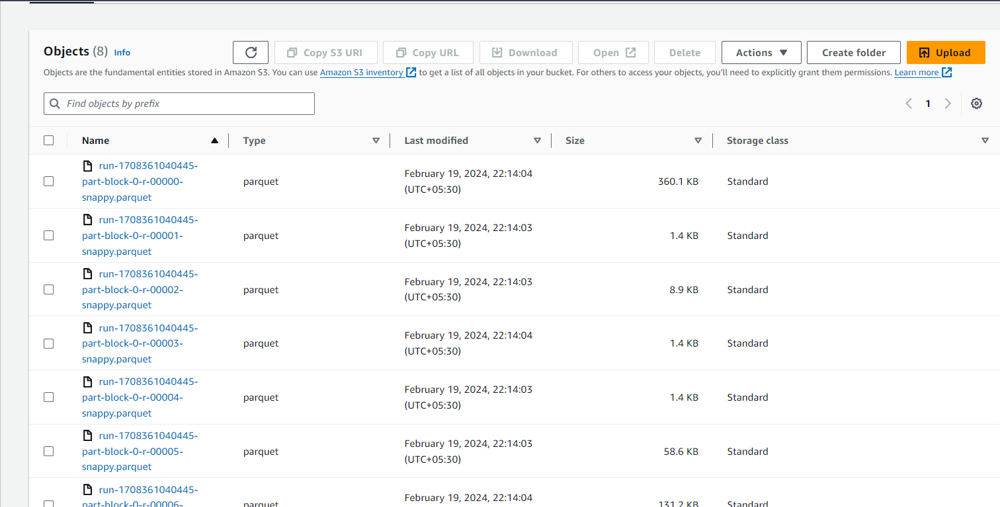 Objects (8) Info Copy S3 URI Copy URL Download Open Delete Actions Create folder Upload
Objects are the fundamental entities stored in Amazon S3. You can use Amazon S3 inventory to get a list of all objects in your bucket. For others to access your objects, you'll need to explicitly grant them permissions. Learn more
Find objects by prefix 1
Name Type Last modified Size Storage class
run-1708361040445-
part-block-0-r-00000-
snappy.parquet
parquet
February 19, 2024, 22:14:04
(UTC+05:30)
360.1 KB
Standard
run-1708361040445-
part-block-0-r-00001-
snappy.parquet
parquet
February 19, 2024, 22:14:03
(UTC+05:30)
1.4 KB
Standard
run-1708361040445-
part-block-0-r-00002-
snappy.parquet
parquet
February 19, 2024, 22:14:03
(UTC+05:30)
8.9 KB
Standard
run-1708361040445-
part-block-0-r-00003-
snappy.parquet
parquet
February 19, 2024, 22:14:04
(UTC+05:30)
1.4 KB
Standard
run-1708361040445-
part-block-0-r-00004-
snappy.parquet
parquet
February 19, 2024, 22:14:03
(UTC+05:30)
1.4 KB
Standard
run-1708361040445-
part-block-0-r-00005-
snappy.parquet
parquet
February 19, 2024, 22:14:03
(UTC+05:30)
58.6 KB
Standard
run-1708361040445-
part-block-0-r-00006-
parquet
February 19, 2024, 22:14:04
131.2 KB
Standard